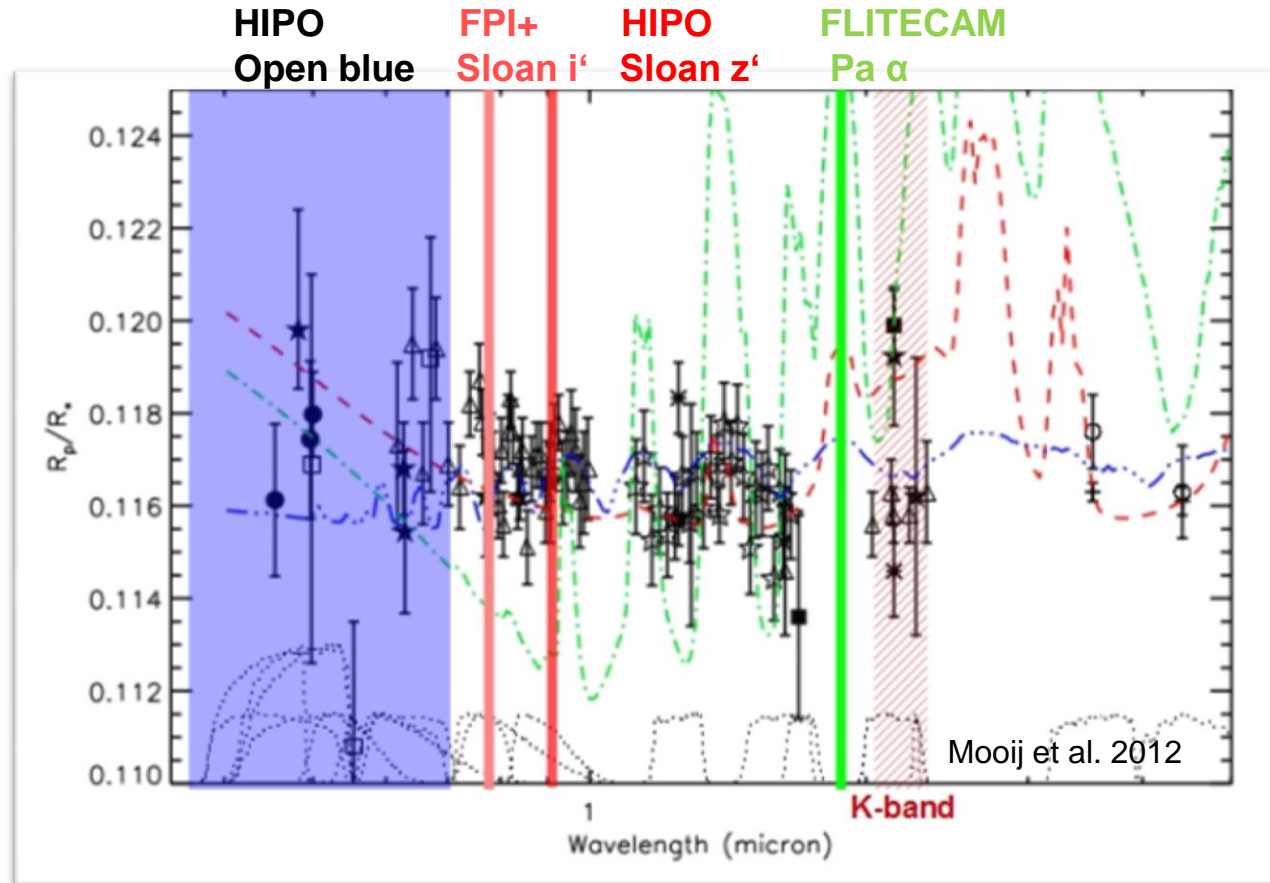 HIPO FPI+ HIPO FLITECAM
Open blue Sloan i‘ Sloan z‘ Pa α
0.124
0.122
0.120
0.118
0.116
0.114
0.112
0.110
Rp/R*
Mooij et al. 2012
1
K-band
Wavelength (micron)